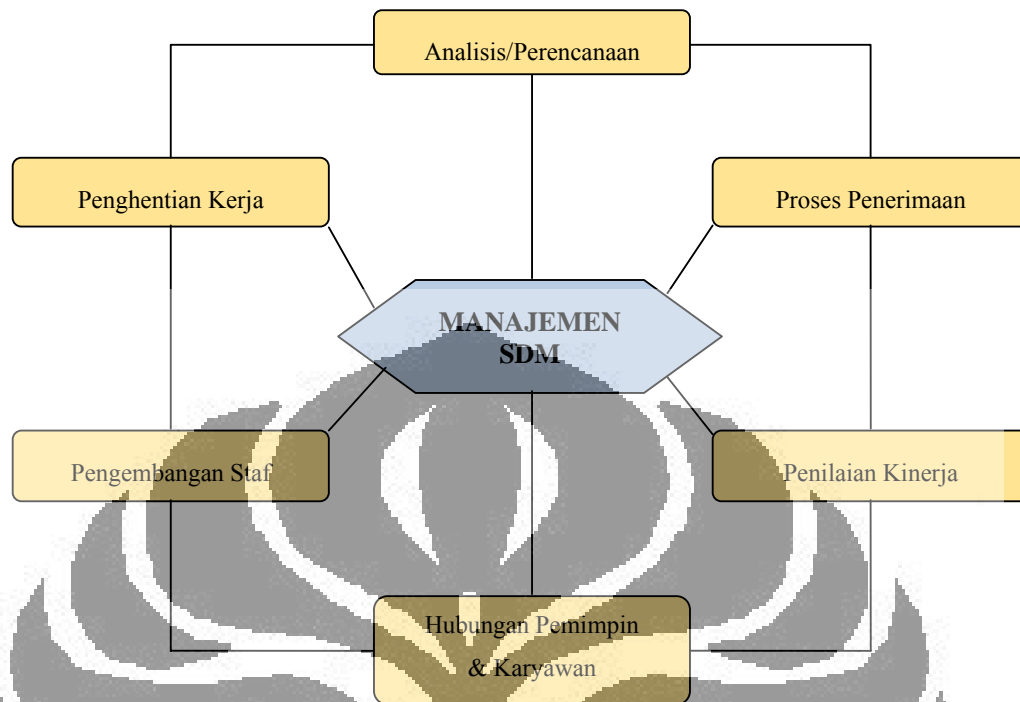 Analisis/Perencanaan
Penghentian Kerja
Proses Penerimaan
MANAJEMEN
SDM
Pengembangan Staf
Penilaian Kinerja
Hubungan Pemimpin
& Karyawan